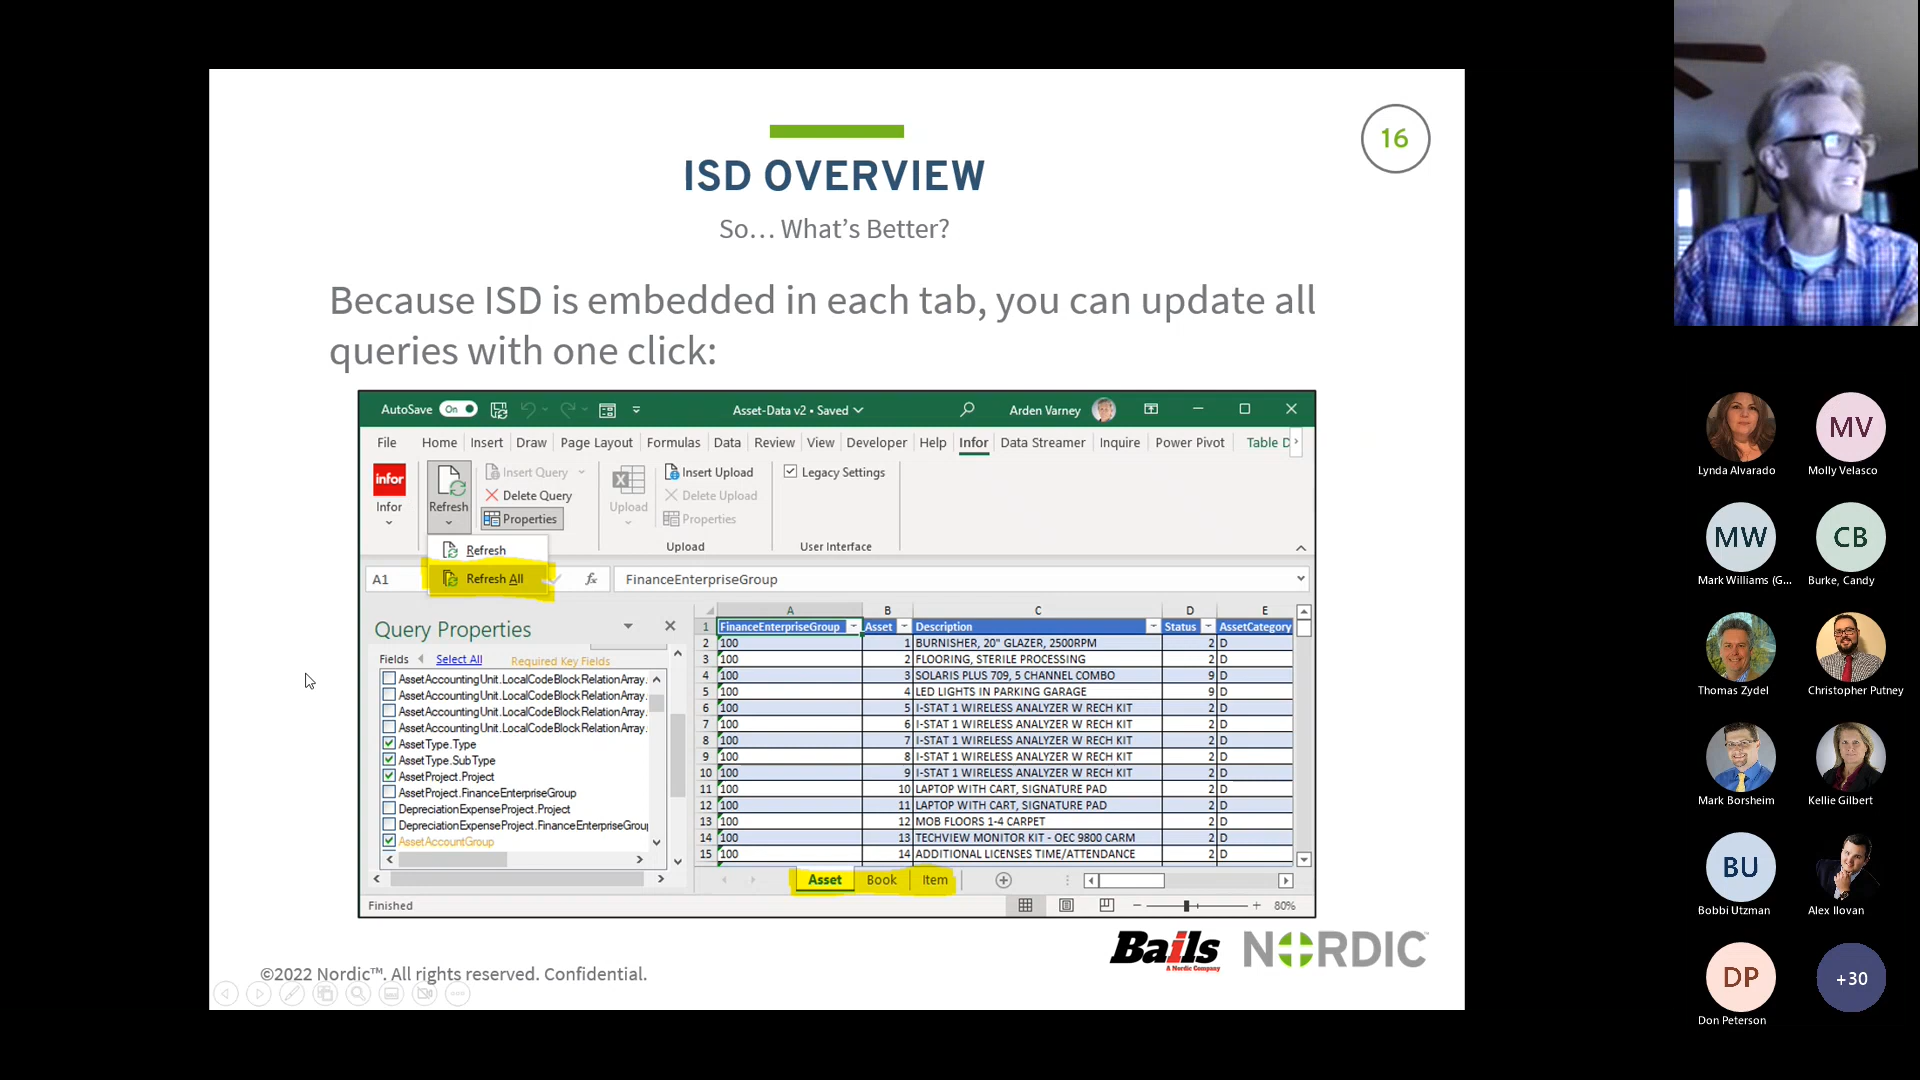 16
ISD OVERVIEW
So… What's Better?
Because ISD is embedded in each tab, you can update all
queries with one click:
AutoSave On Asset-Data v2 • Saved Arden Varney
File Home Insert Draw Page Layout Formulas Data Review View Developer Help Infor Data Streamer Inquire Power Pivot Table D
infor
Infor
Refresh
Insert Query
Delete Query
Properties
Upload
Insert Upload
Delete Upload
Properties
Upload
Legacy Settings
User Interface
Refresh
Refresh All
A1 fx FinanceEnterpriseGroup
Query Properties
Fields Select All Required Key Fields
AssetAccountingUnit.LocalCodeBlockRelationArray.
AssetAccountingUnit.LocalCodeBlockRelationArray.
AssetAccountingUnit.LocalCodeBlockRelationArray.
AssetAccountingUnit.LocalCodeBlockRelationArray.
AssetType.Type
AssetType.SubType
AssetProject.Project
AssetProject.FinanceEnterpriseGroup
DepreciationExpenseProject.Project
DepreciationExpenseProject.FinanceEnterpriseGroup
AssetAccountGroup
A B C D E
1 FinanceEnterpriseGroup Asset Description Status AssetCategory
2 100 1 BURNISHER, 20" GLAZER, 2500RPM 2 D
3 100 2 FLOORING, STERILE PROCESSING 2 D
4 100 3 SOLARIS PLUS 709, 5 CHANNEL COMBO 9 D
5 100 4 LED LIGHTS IN PARKING GARAGE 9 D
6 100 5 I-STAT 1 WIRELESS ANALYZER W RECH KIT 2 D
7 100 6 I-STAT 1 WIRELESS ANALYZER W RECH KIT 2 D
8 100 7 I-STAT 1 WIRELESS ANALYZER W RECH KIT 2 D
9 100 8 I-STAT 1 WIRELESS ANALYZER W RECH KIT 2 D
10 100 9 I-STAT 1 WIRELESS ANALYZER W RECH KIT 2 D
11 100 10 LAPTOP WITH CART, SIGNATURE PAD 2 D
12 100 11 LAPTOP WITH CART, SIGNATURE PAD 2 D
13 100 12 MOB FLOORS 1-4 CARPET 2 D
14 100 13 TECHVIEW MONITOR KIT - OEC 9800 CARM 2 D
15 100 14 ADDITIONAL LICENSES TIME/ATTENDANCE 2 D
Asset Book Item
Finished 80%
Bails
A Nordic Company
NORDIC™
©2022 Nordic™. All rights reserved. Confidential.
Lynda Alvarado
MV
Molly Velasco
MW
Mark Williams (G...
CB
Burke, Candy
Thomas Zydel
Christopher Putney
Mark Borsheim
Kellie Gilbert
BU
Bobbi Utzman
Alex Ilovan
DP
Don Peterson
+30